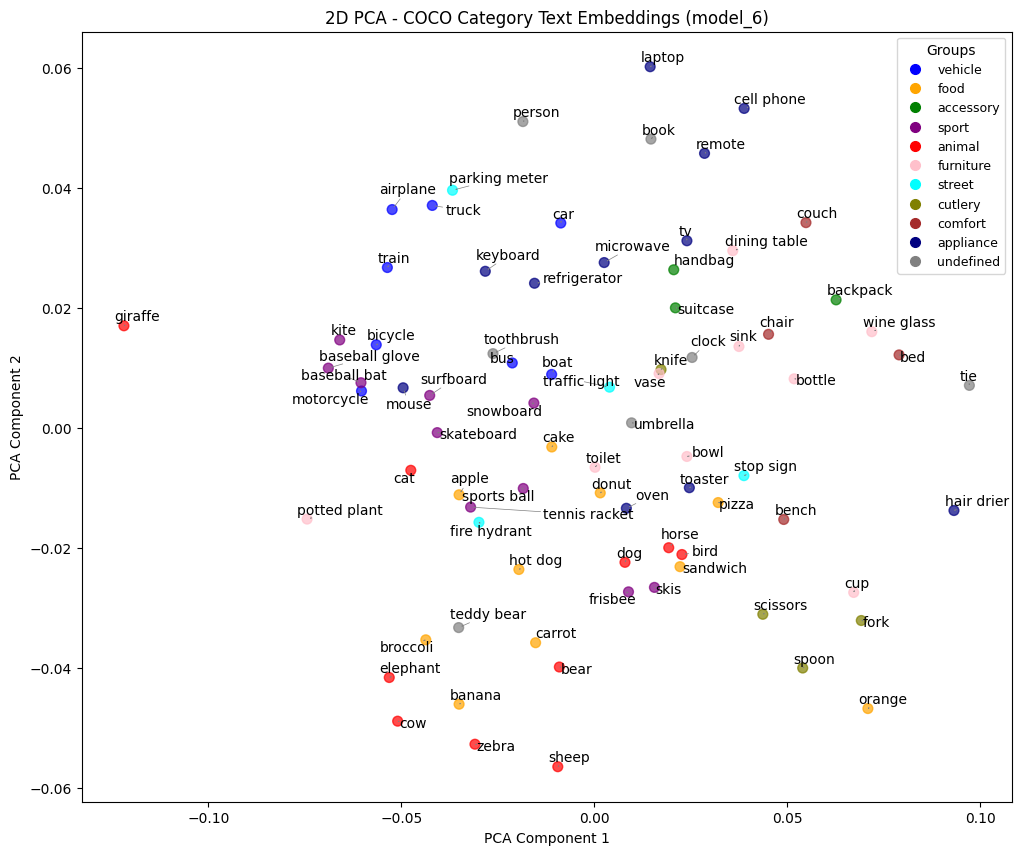 2D PCA - COCO Category Text Embeddings (model_6)
Groups
vehicle
food
accessory
sport
animal
furniture
street
cutlery
comfort
appliance
undefined
laptop
cell phone
person
book
remote
parking meter
airplane
truck
car
couch
tv
dining table
microwave
keyboard
train
handbag
refrigerator
backpack
suitcase
giraffe
wine glass
chair
kite
bicycle
toothbrush
clock
sink
baseball glove
bus
boat
knife
bed
baseball bat
surfboard
traffic light
vase
bottle
tie
motorcycle
mouse
snowboard
umbrella
skateboard
cake
bowl
toilet
stop sign
cat
apple
donut
toaster
sports ball
oven
pizza
hair drier
potted plant
tennis racket
bench
fire hydrant
horse
hot dog
dog
bird
sandwich
cup
frisbee
skis
scissors
fork
teddy bear
carrot
broccoli
elephant
bear
spoon
banana
orange
cow
zebra
sheep
0.06
0.04
0.02
0.00
−0.02
−0.04
−0.06
PCA Component 2
−0.10
−0.05
0.00
0.05
0.10
PCA Component 1